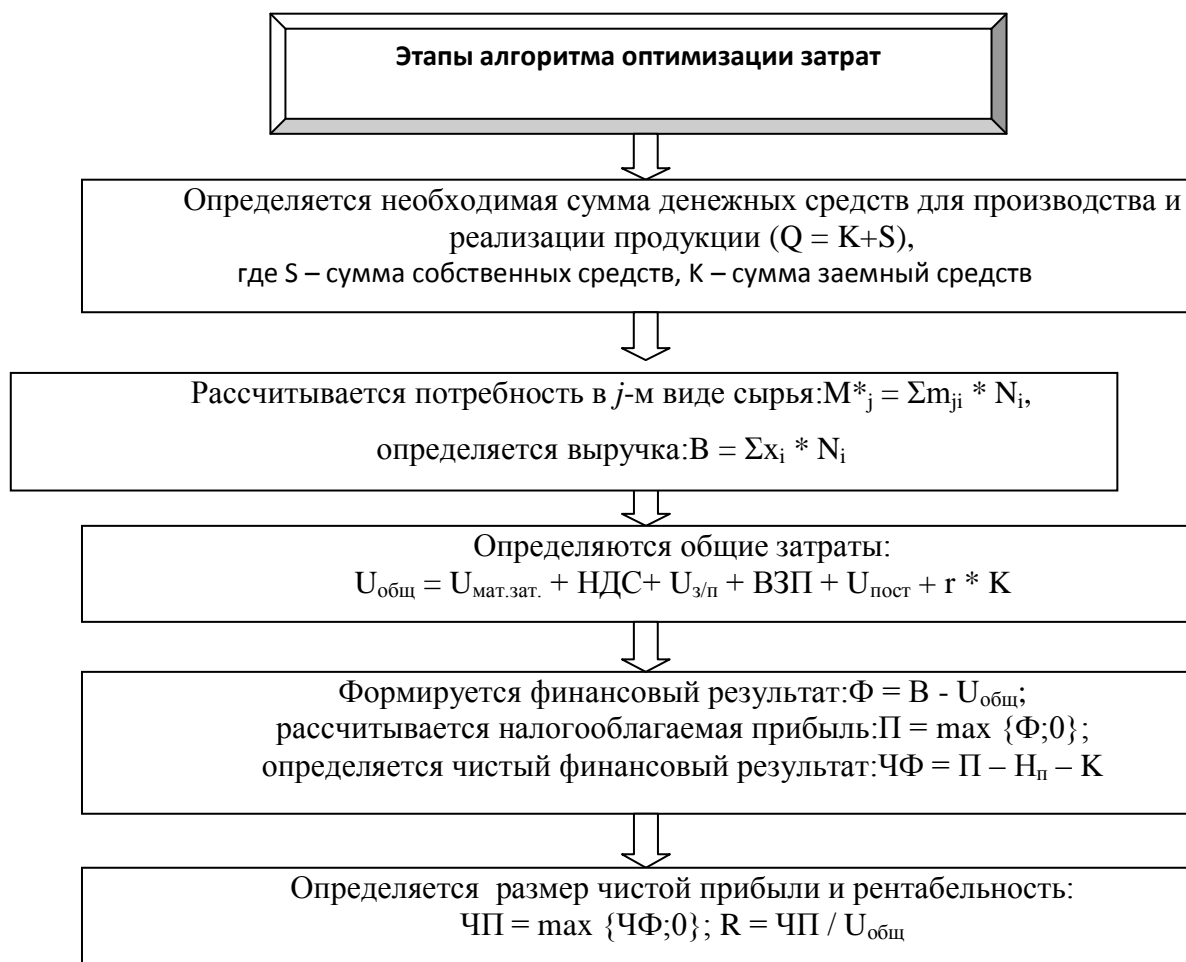 Этапы алгоритма оптимизации затрат
Определяется необходимая сумма денежных средств для производства и
реализации продукции (Q = K+S),
где S – сумма собственных средств, K – сумма заемный средств
Рассчитывается потребность в j-м виде сырья:M*j = Σmji * Ni,
определяется выручка:В = Σxi * Ni
Определяются общие затраты:
Uобщ = Uмат.зат. + НДС+ Uз/п + ВЗП + Uпост + r * K
Формируется финансовый результат:Ф = В - Uобщ;
рассчитывается налогооблагаемая прибыль:П = max {Ф;0};
определяется чистый финансовый результат:ЧФ = П – Нп – K
Определяется размер чистой прибыли и рентабельность:
ЧП = max {ЧФ;0}; R = ЧП / Uобщ